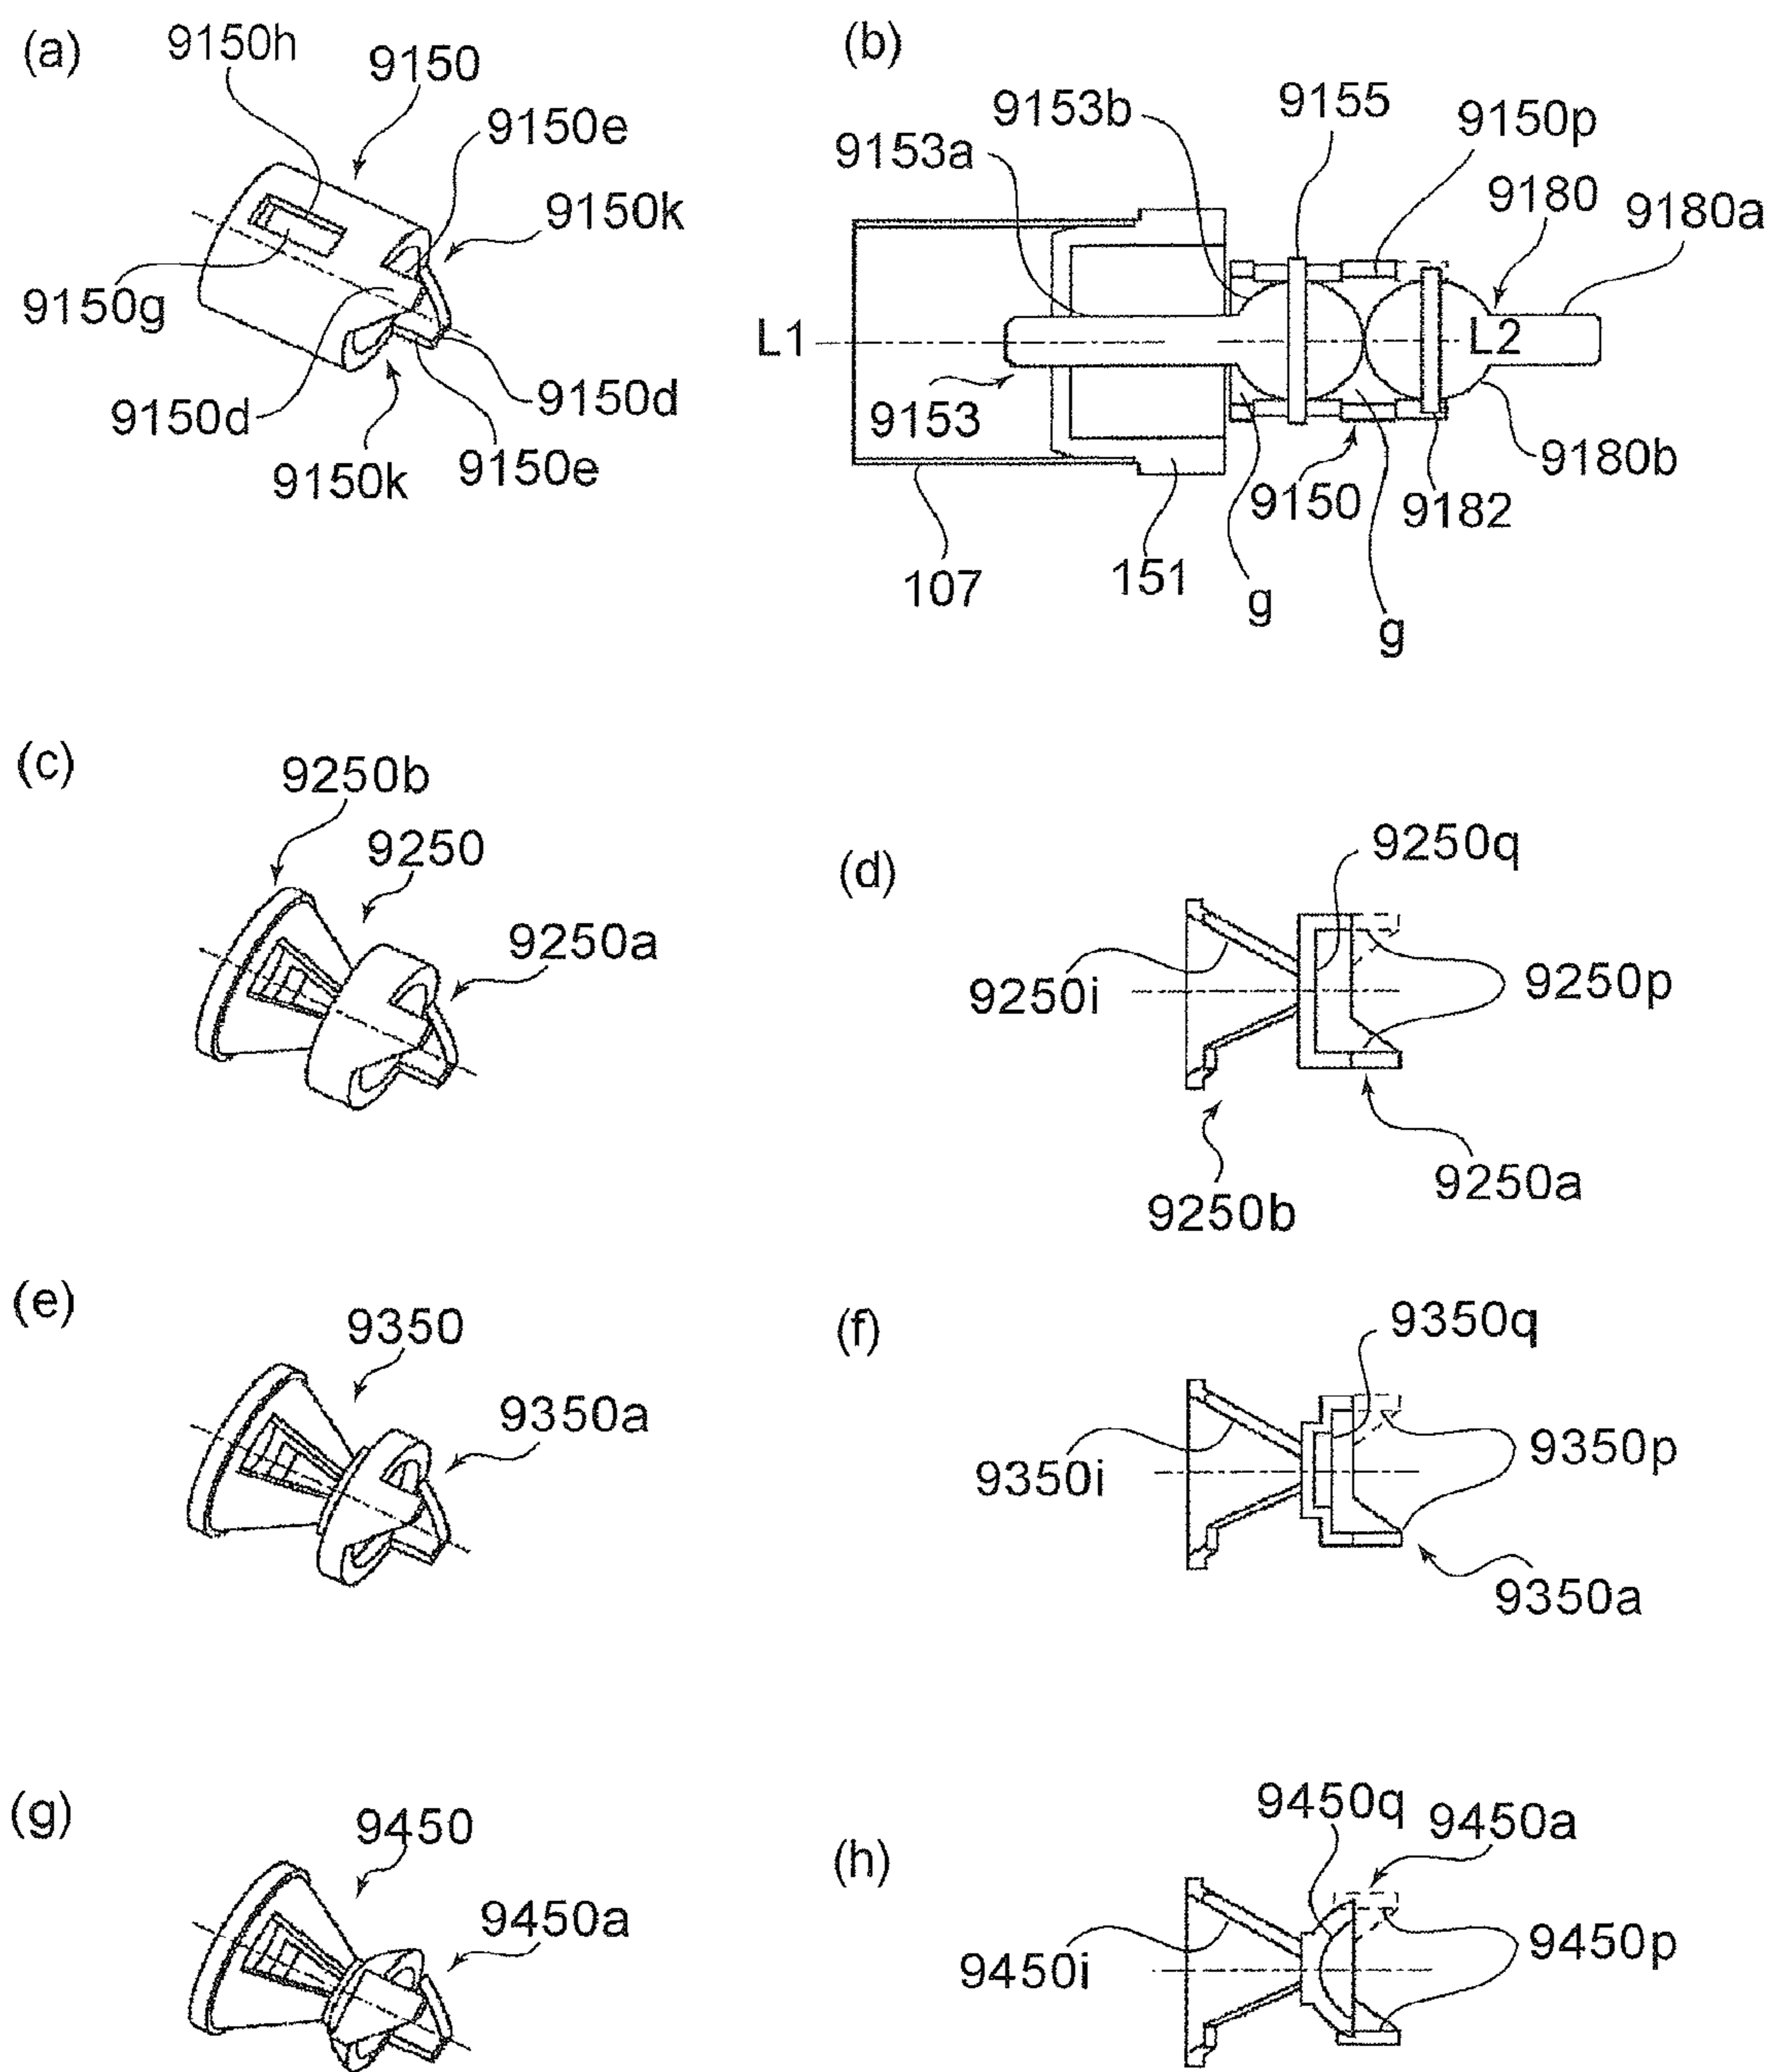 (a)
9150h
9150
9150e
9150k
9150g
9150d
9150d
9150k
9150e
(b)
9155
9153b
9150p
9153a
9180
9180a
L1
L2
9153
9180b
9150
9182
107
151
g
g
(c)
9250b
9250
9250a
(d)
9250q
9250i
9250p
9250a
9250b
(e)
9350
9350a
(f)
9350q
9350i
9350p
9350a
(g)
9450
9450a
(h)
9450q
9450a
9450i
9450p